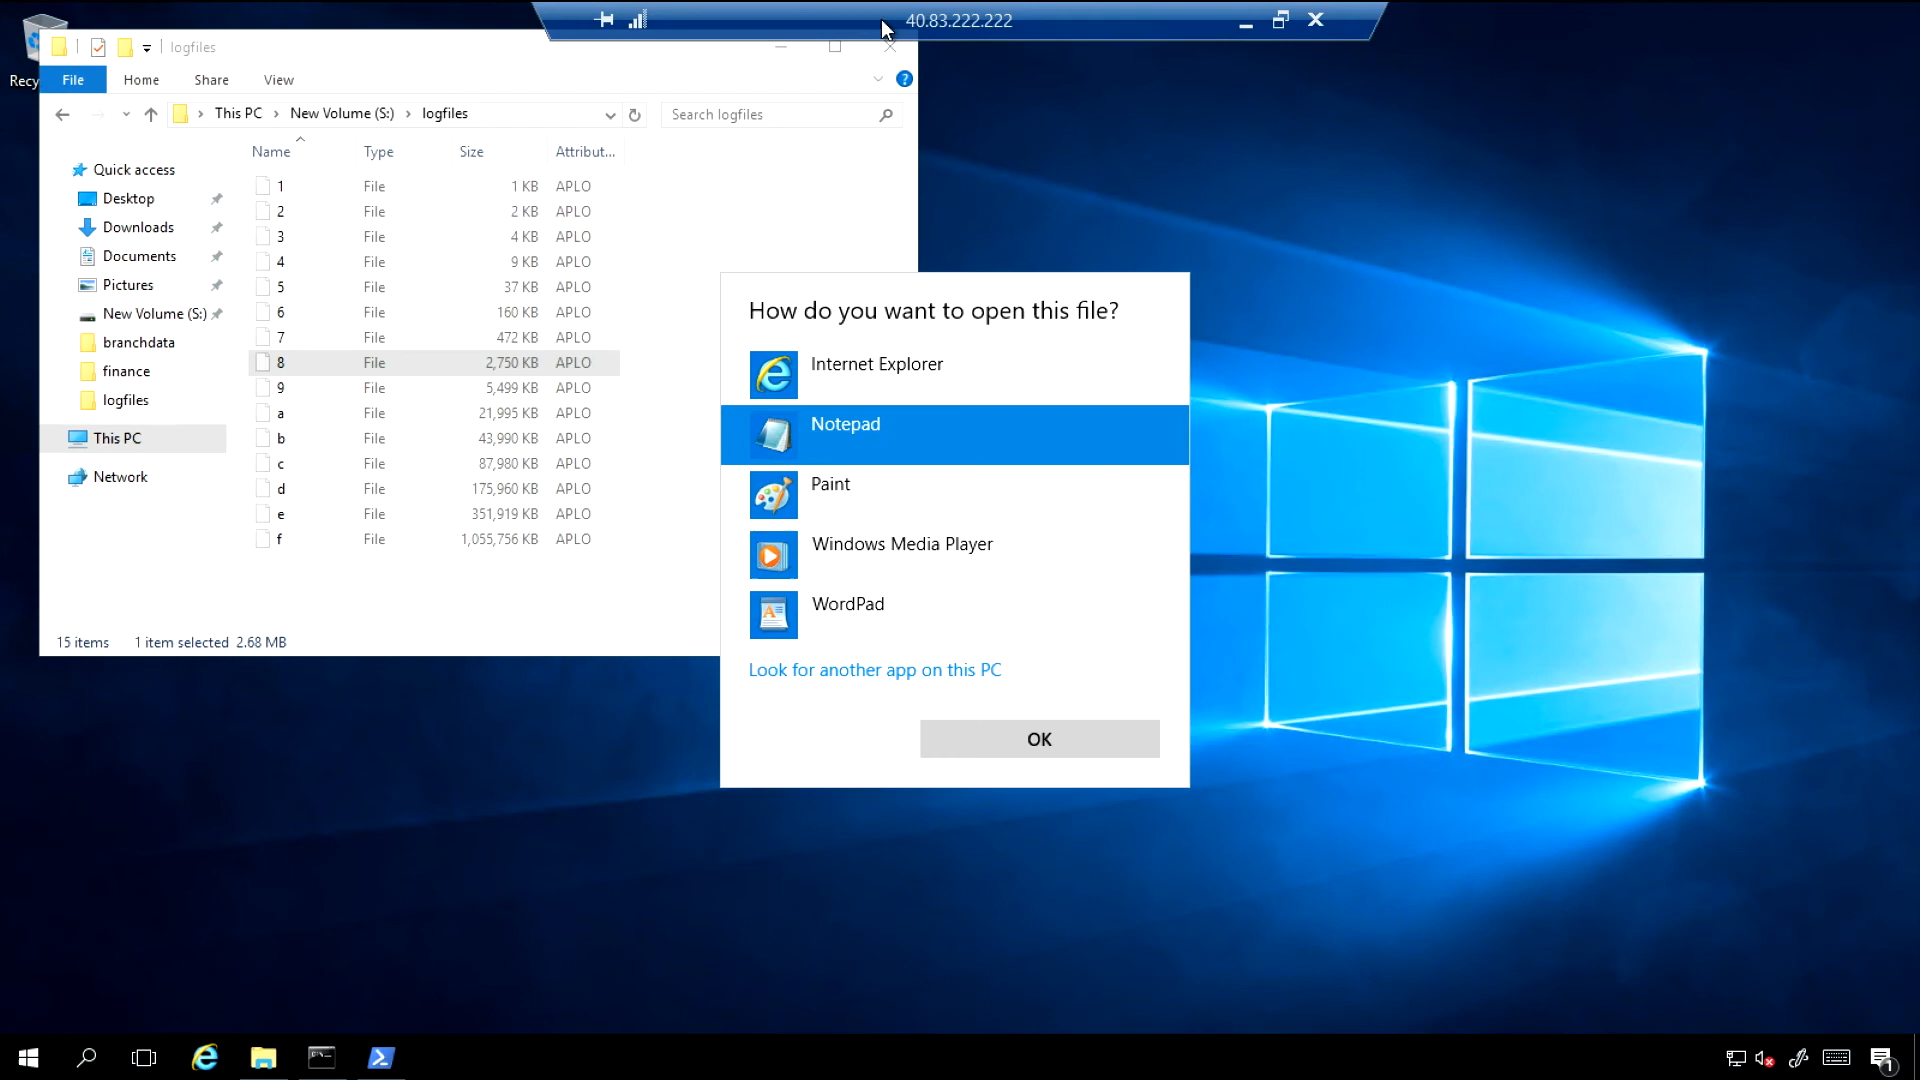 40.83.222.222
Recy
logfiles
File Home Share View
This PC New Volume (S:) logfiles Search logfiles
Name Type Size Attribut...
Quick access
Desktop
Downloads
Documents
Pictures
New Volume (S:)
branchdata
finance
logfiles
This PC
Network
1 File 1 KB APLO
2 File 2 KB APLO
3 File 4 KB APLO
4 File 9 KB APLO
5 File 37 KB APLO
6 File 160 KB APLO
7 File 472 KB APLO
8 File 2,750 KB APLO
9 File 5,499 KB APLO
a File 21,995 KB APLO
b File 43,990 KB APLO
c File 87,980 KB APLO
d File 175,960 KB APLO
e File 351,919 KB APLO
f File 1,055,756 KB APLO
15 items 1 item selected 2.68 MB
How do you want to open this file?
Internet Explorer
Notepad
Paint
Windows Media Player
WordPad
Look for another app on this PC
OK
1